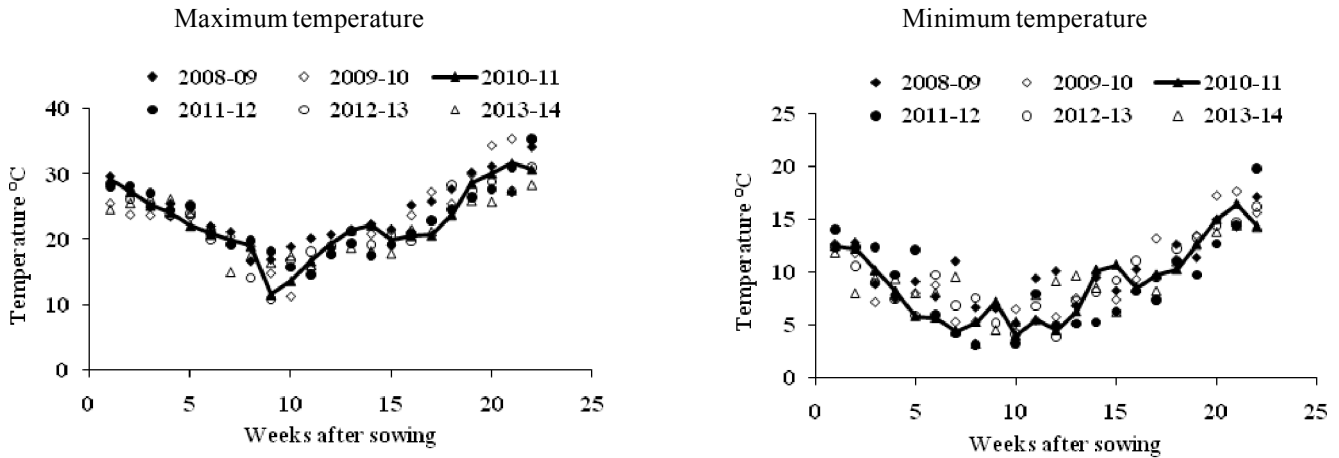 Maximum temperature
2008-09 2009-10 2010-11
2011-12 2012-13 2013-14
40
30
20
10
0
Temperature °C
0 5 10 15 20 25
Weeks after sowing
Minimum temperature
2008-09 2009-10 2010-11
2011-12 2012-13 2013-14
25
20
15
10
5
0
Temperature °C
0 5 10 15 20 25
Weeks after sowing